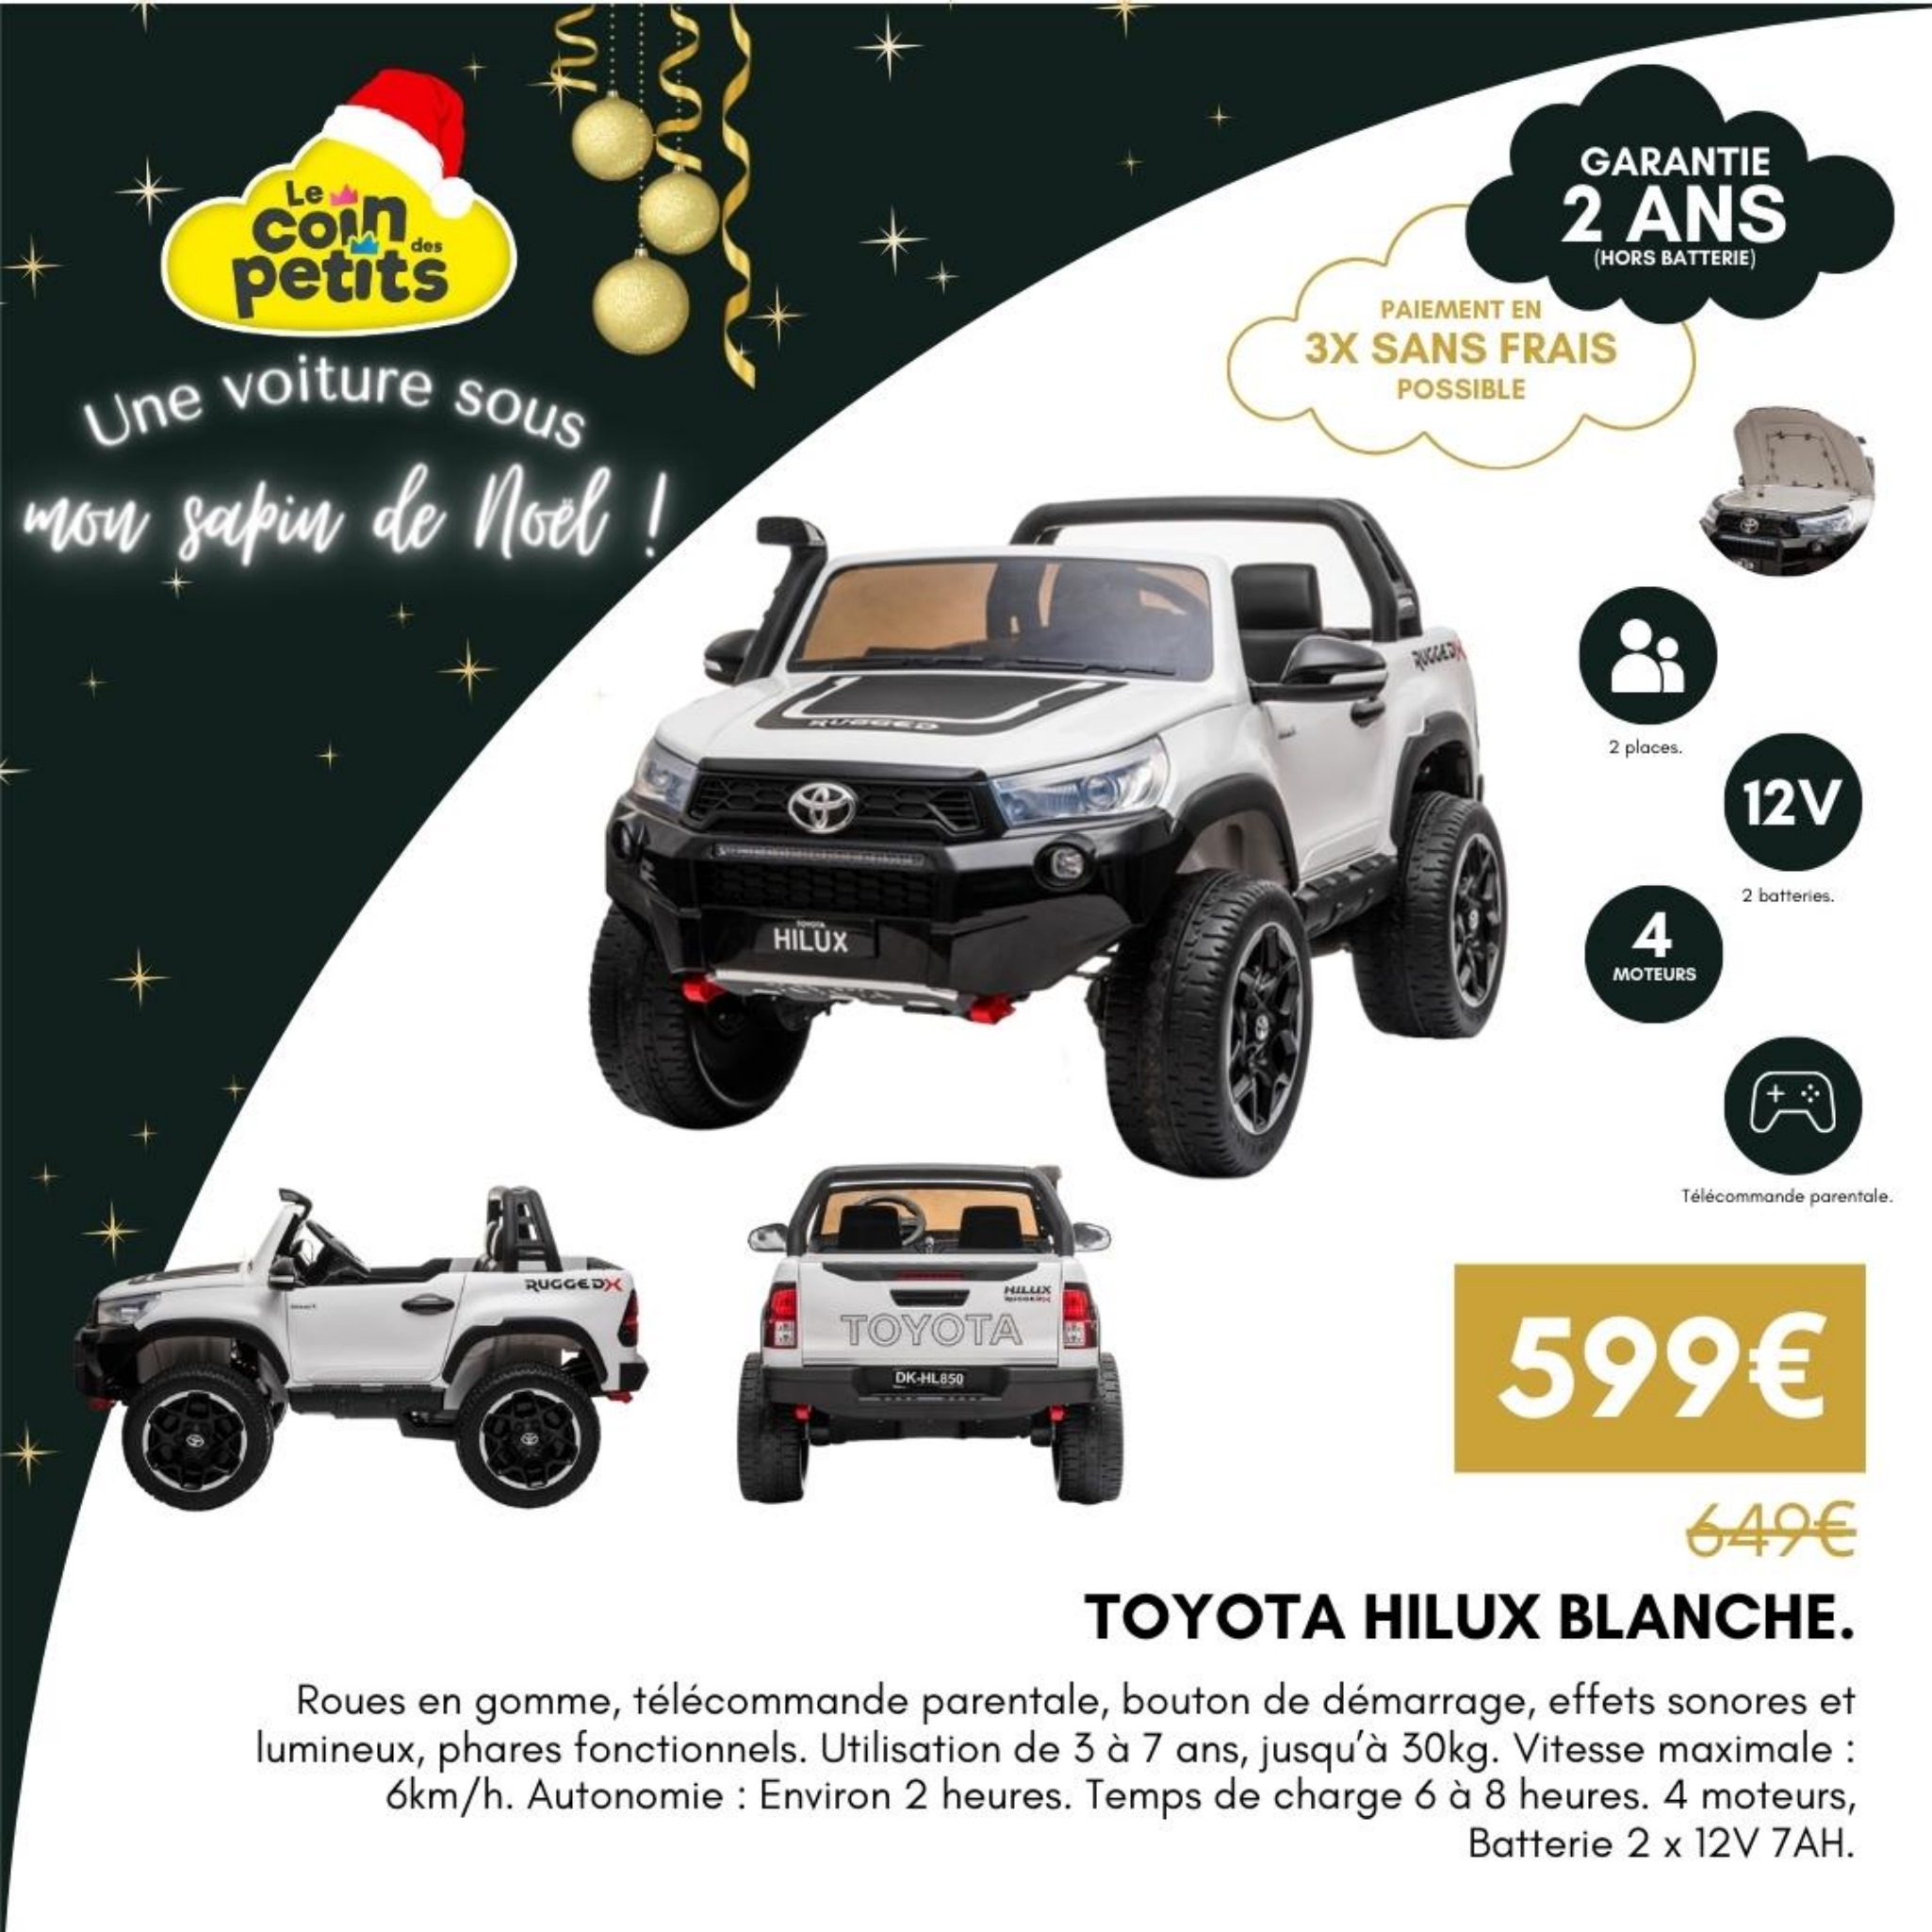 Le
coin
des
petits
Une voiture sous
mon sapin de Noël !
GARANTIE
2 ANS
(HORS BATTERIE)
PAIEMENT EN
3X SANS FRAIS
POSSIBLE
RUGGEDX
RUGGED
TOYOTA
HILUX
2 places.
12V
2 batteries.
4
MOTEURS
Télécommande parentale.
RUGGEDX
HILUX
RUGGEDX
TOYOTA
DK-HL850
599€
649€
TOYOTA HILUX BLANCHE.
Roues en gomme, télécommande parentale, bouton de démarrage, effets sonores et
lumineux, phares fonctionnels. Utilisation de 3 à 7 ans, jusqu'à 30kg. Vitesse maximale :
6km/h. Autonomie : Environ 2 heures. Temps de charge 6 à 8 heures. 4 moteurs,
Batterie 2 x 12V 7AH.